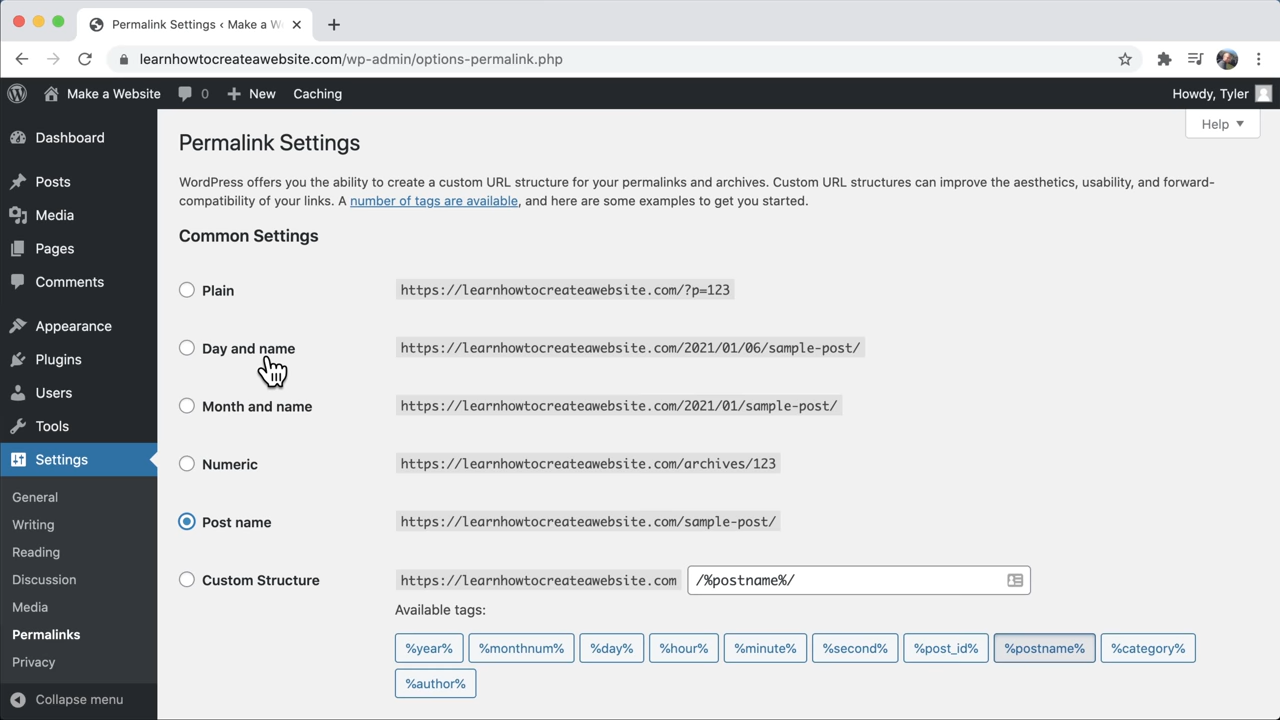 Permalink Settings ‹ Make a W
learnhowtocreateawebsite.com/wp-admin/options-permalink.php
Make a Website 0 New Caching Howdy, Tyler
Help
Dashboard
Posts
Media
Pages
Comments
Appearance
Plugins
Users
Tools
Settings
General
Writing
Reading
Discussion
Media
Permalinks
Privacy
Collapse menu
Permalink Settings
WordPress offers you the ability to create a custom URL structure for your permalinks and archives. Custom URL structures can improve the aesthetics, usability, and forward-
compatibility of your links. A number of tags are available, and here are some examples to get you started.
Common Settings
Plain https://learnhowtocreateawebsite.com/?p=123
Day and name https://learnhowtocreateawebsite.com/2021/01/06/sample-post/
Month and name https://learnhowtocreateawebsite.com/2021/01/sample-post/
Numeric https://learnhowtocreateawebsite.com/archives/123
Post name https://learnhowtocreateawebsite.com/sample-post/
Custom Structure https://learnhowtocreateawebsite.com /%postname%/
Available tags:
%year% %monthnum% %day% %hour% %minute% %second% %post_id% %postname% %category%
%author%